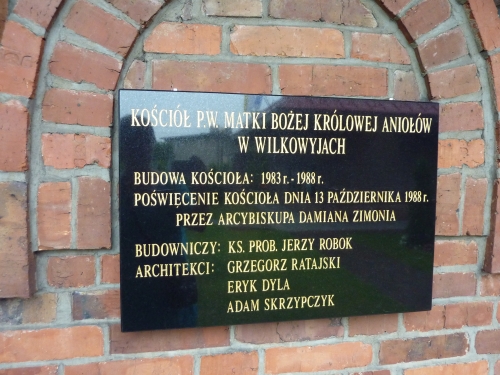 KOŚCIÓŁ P.W. MATKI BOŻEJ KRÓLOWEJ ANIOŁÓW
W WILKOWYJACH
BUDOWA KOŚCIOŁA: 1983 r. - 1988 r.
POŚWIĘCENIE KOŚCIOŁA DNIA 13 PAŹDZIERNIKA 1988 r.
PRZEZ ARCYBISKUPA DAMIANA ZIMONIA
BUDOWNICZY: KS. PROB. JERZY ROBOK
ARCHITEKCI: GRZEGORZ RATAJSKI
ERYK DYLA
ADAM SKRZYPCZYK